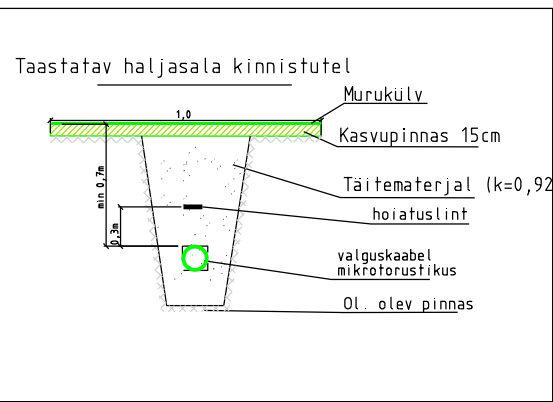 Taastatav haljasala kinnistutel
Murukülv
1,0
Kasvupinnas 15cm
min 0,7m
Täitematerjal (k=0,92
hoiatuslint
0,3m
valguskaabel
mikrotorustikus
Ol. olev pinnas